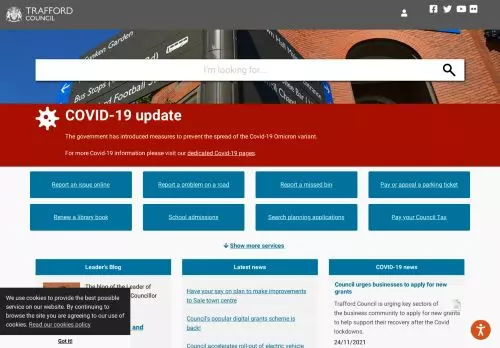 TRAFFORD
COUNCIL
Garden
Bus Stops
Football St
I'm looking for...
COVID-19 update
The government has introduced measures to prevent the spread of the Covid-19 Omicron variant.
For more Covid-19 information please visit our dedicated Covid-19 pages.
Report an issue online
Report a problem on a road
Report a missed bin
Pay or appeal a parking ticket
Renew a library book
School admissions
Search planning applications
Pay your Council Tax
Show more services
Leader's Blog
Latest news
COVID-19 news
The blog of the Leader of
Councillor
and
Have your say on plan to make improvements
to Sale town centre
Council's popular digital grants scheme is
back!
Council accelerates roll-out of electric vehicle
Council urges businesses to apply for new
grants
Trafford Council is urging key sectors of
the business community to apply for new grants
to help support their recovery after the Covid
lockdowns.
24/11/2021
We use cookies to provide the best possible
service on our website. By continuing to
browse the site you are agreeing to our use of
cookies. Read our cookies policy
Got it!